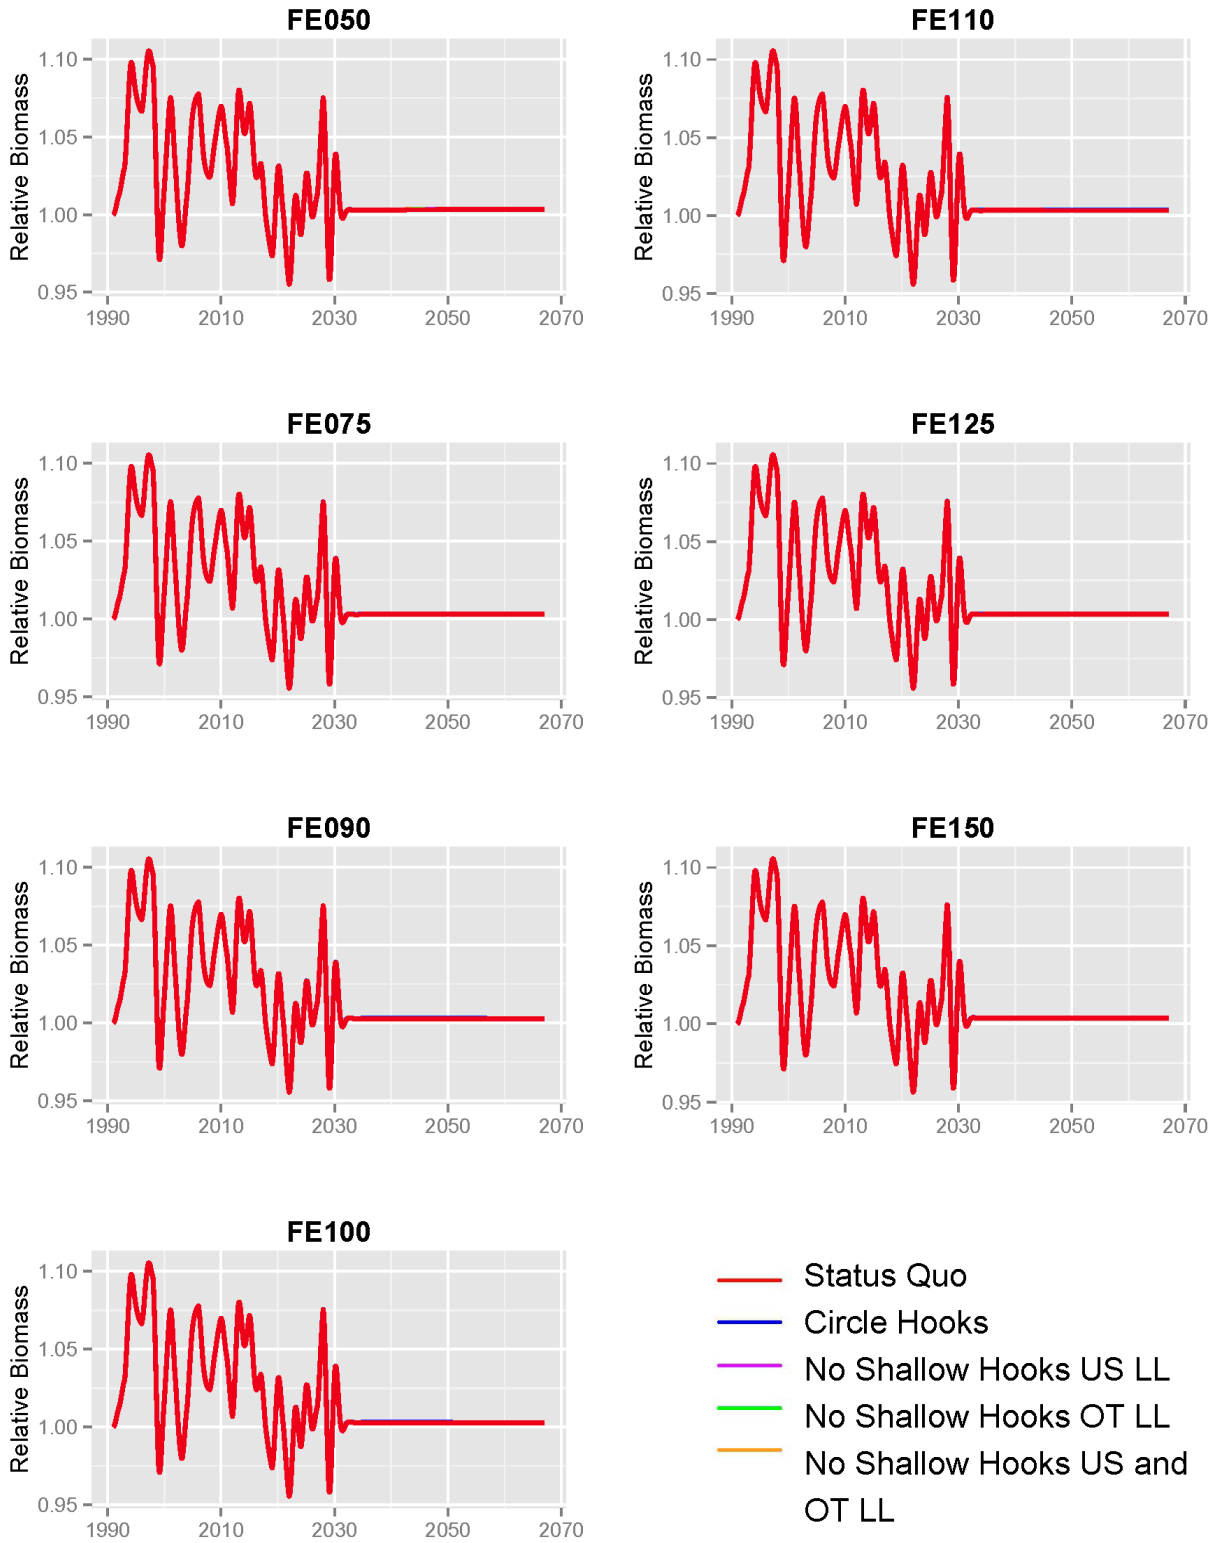 FE050
Relative Biomass
1.10
1.05
1.00
0.95
1990 2010 2030 2050 2070
FE110
Relative Biomass
1.10
1.05
1.00
0.95
1990 2010 2030 2050 2070
FE075
Relative Biomass
1.10
1.05
1.00
0.95
1990 2010 2030 2050 2070
FE125
Relative Biomass
1.10
1.05
1.00
0.95
1990 2010 2030 2050 2070
FE090
Relative Biomass
1.10
1.05
1.00
0.95
1990 2010 2030 2050 2070
FE150
Relative Biomass
1.10
1.05
1.00
0.95
1990 2010 2030 2050 2070
FE100
Relative Biomass
1.10
1.05
1.00
0.95
1990 2010 2030 2050 2070
Status Quo
Circle Hooks
No Shallow Hooks US LL
No Shallow Hooks OT LL
No Shallow Hooks US and
OT LL